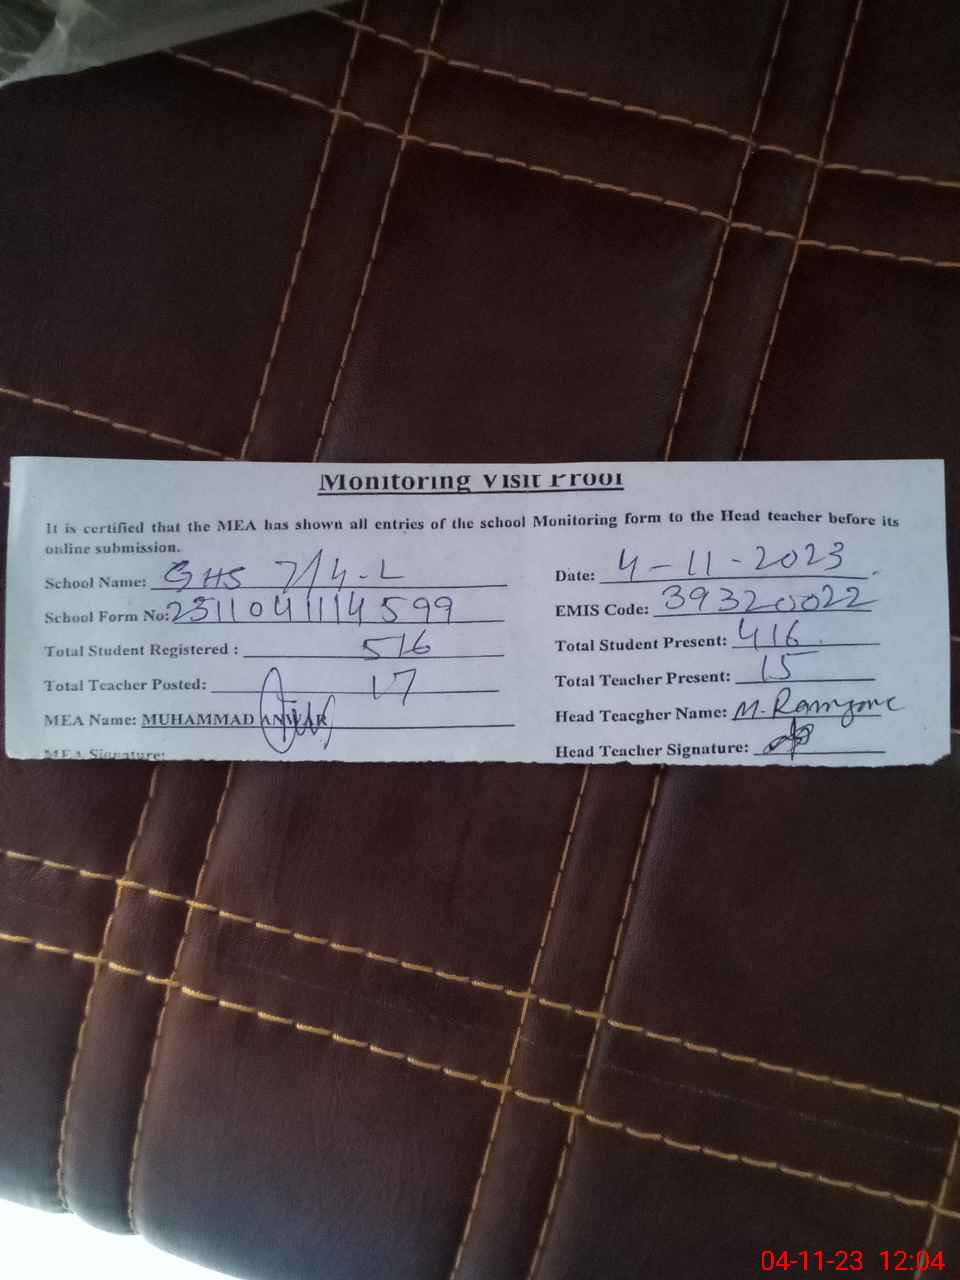 Monitoring Visit Proof
It is certified that the MEA has shown all entries of the school Monitoring form to the Head teacher before its
online submission.
School Name: GHS 7/4-L
Date: 4-11-2023
School Form No: 2311041114599
EMIS Code: 39320022
Total Student Registered : 516
Total Student Present: 416
Total Teacher Posted: 17
Total Teacher Present: 15
MEA Name: MUHAMMAD ANWAR
Head Teacgher Name: M.
MEA Signature:
Head Teacher Signature:
04-11-23 12:04